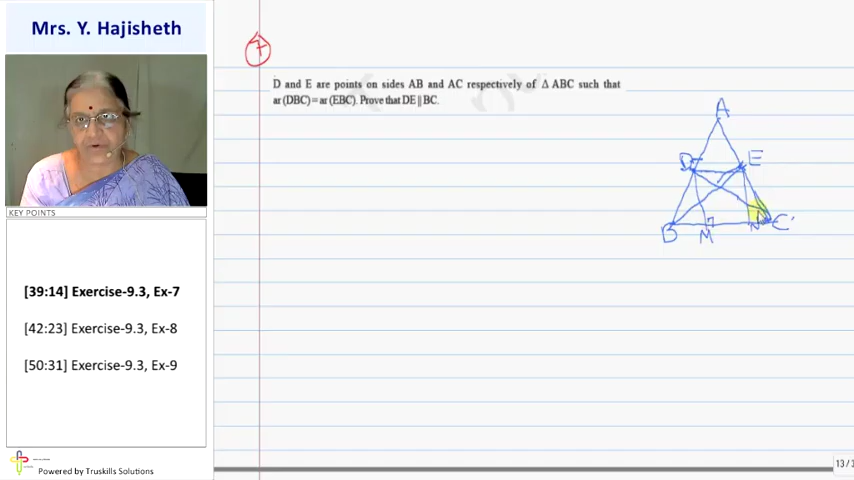 Mrs. Y. Hajisheth
7
D and E are points on sides AB and AC respectively of Δ ABC such that
ar (DBC) = ar (EBC). Prove that DE || BC.
A
D E
B M N C
KEY POINTS
[39:14] Exercise-9.3, Ex-7
[42:23] Exercise-9.3, Ex-8
[50:31] Exercise-9.3, Ex-9
Powered by Truskills Solutions
13/3